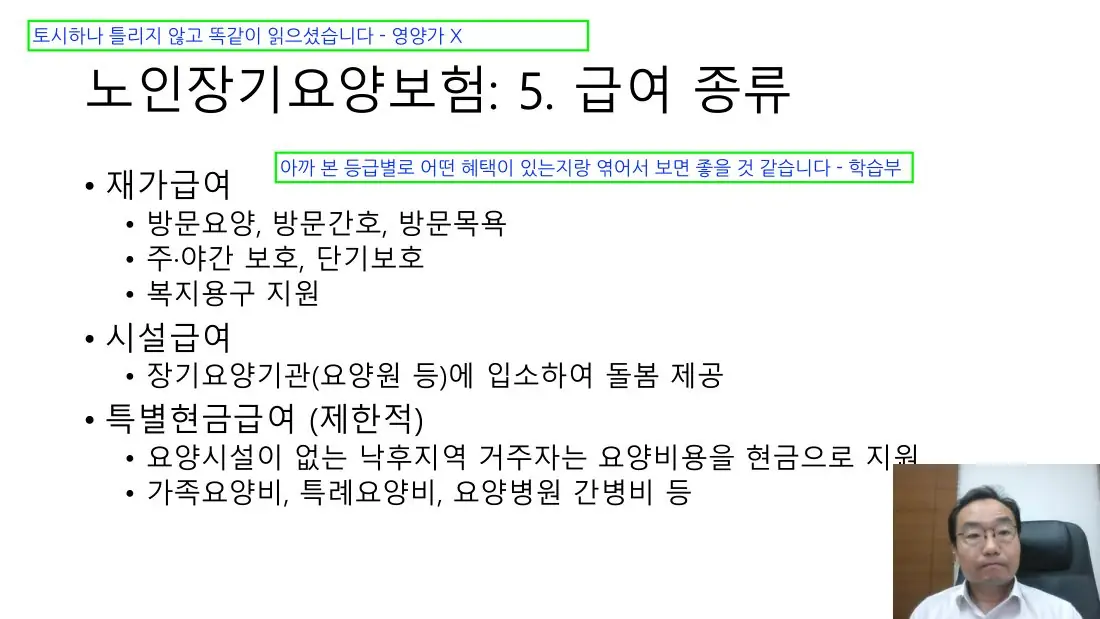 토시하나 틀리지 않고 똑같이 읽으셨습니다 - 영양가 X
노인장기요양보험: 5. 급여 종류
아까 본 등급별로 어떤 혜택이 있는지랑 엮어서 보면 좋을 것 같습니다 - 학습부
• 재가급여
• 방문요양, 방문간호, 방문목욕
• 주·야간 보호, 단기보호
• 복지용구 지원
• 시설급여
• 장기요양기관(요양원 등)에 입소하여 돌봄 제공
• 특별현금급여 (제한적)
• 요양시설이 없는 낙후지역 거주자는 요양비용을 현금으로 지원
• 가족요양비, 특례요양비, 요양병원 간병비 등